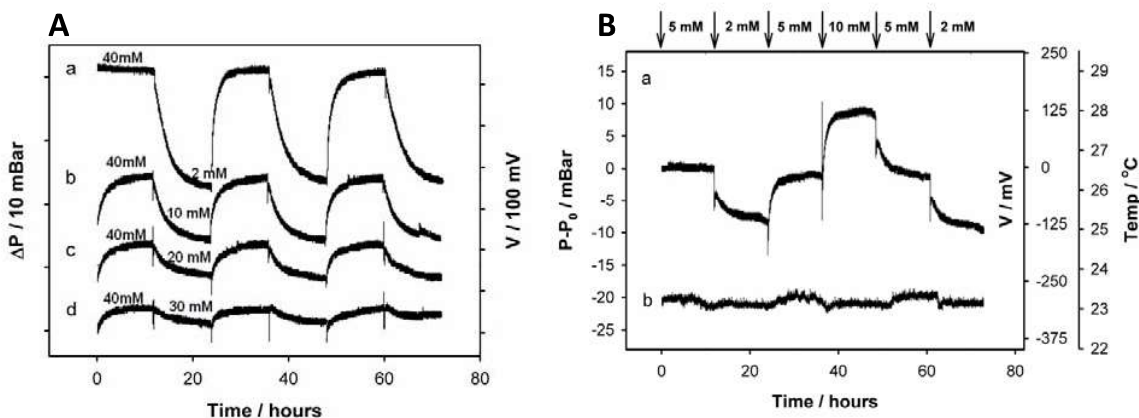 A
40mM
a
2 mM
40mM
b
10 mM
40mM
c
20 mM
40mM
d
30 mM
ΔP / 10 mBar
V / 100 mV
0 20 40 60 80
Time / hours
B
5 mM 2 mM 5 mM 10 mM 5 mM 2 mM
a
b
15
10
5
0
-5
-10
-15
-20
-25
P-P₀ / mBar
250
125
0
-125
-250
-375
V / mV
29
28
27
26
25
24
23
22
Temp / °C
0 20 40 60 80
Time / hours